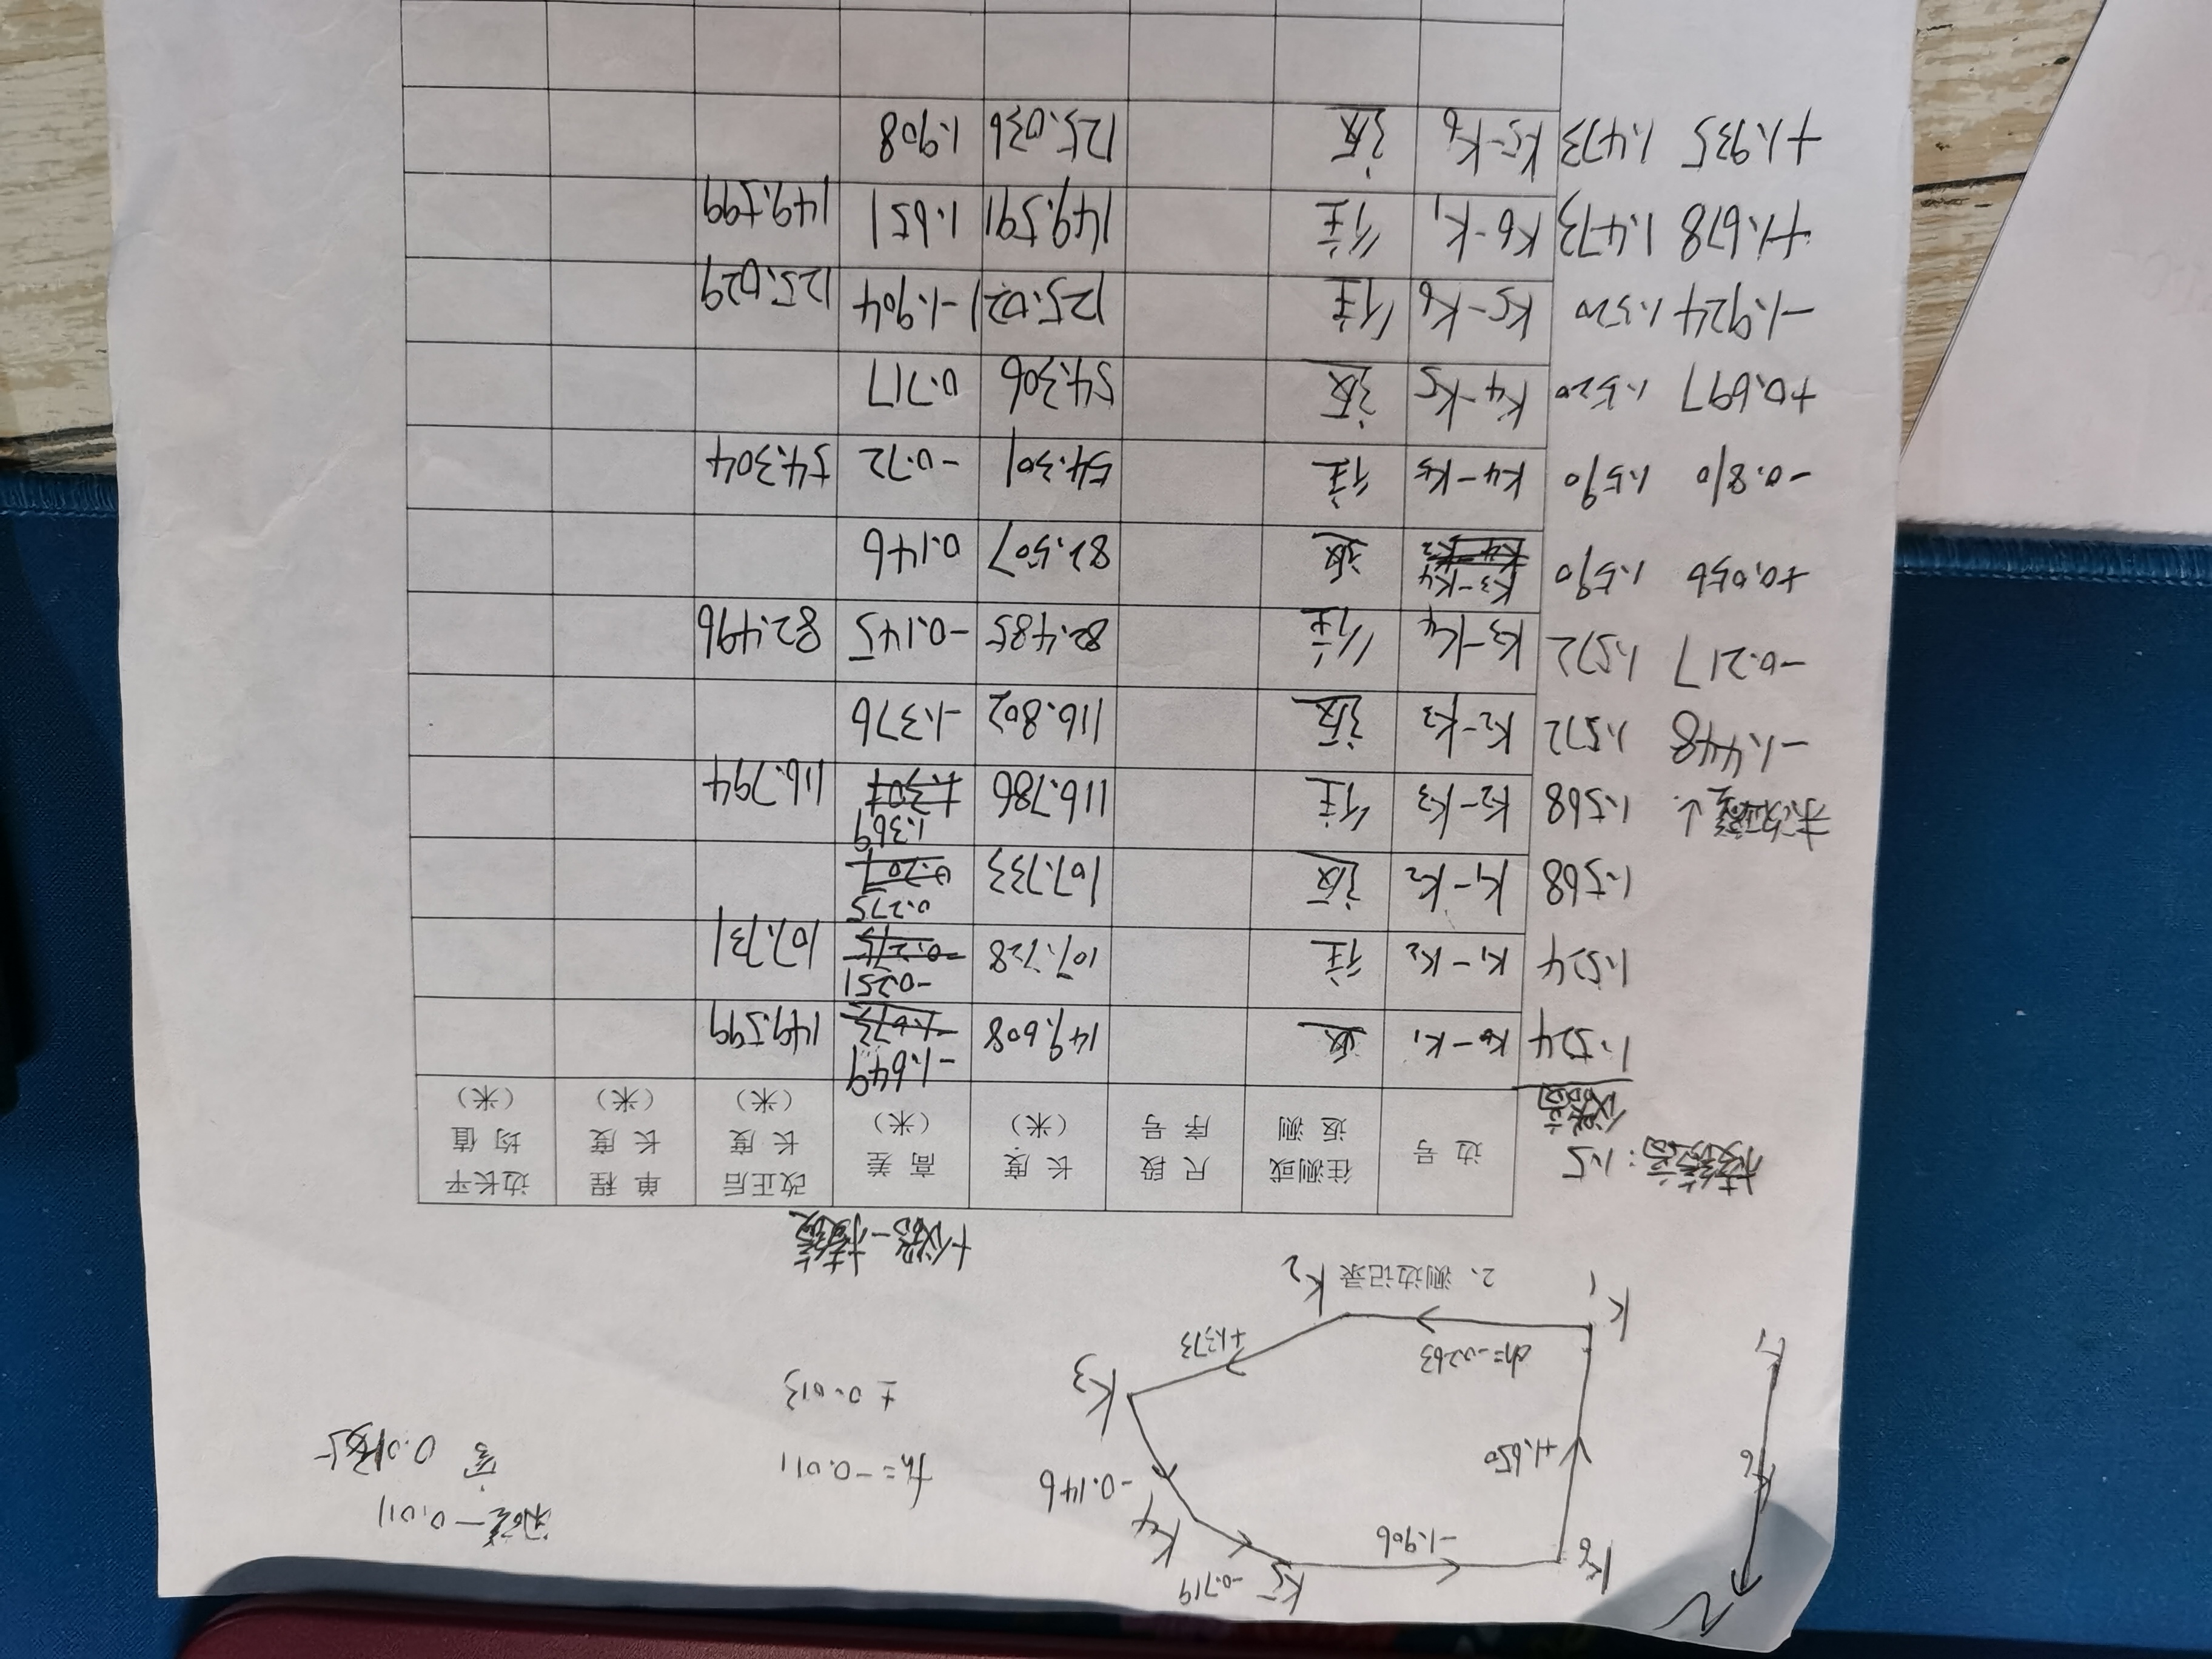 N
K6
K1
K6
K5 -0.719
-1.906
K4
-0.146
+1.650
K3
dh=-0.263
+1.373
K1
K2
fh=-0.011
±0.013
闭合差-0.011
容
2、测边记录
+仪器-棱镜
棱镜高:1.5
仪器高
边号 往测或返测 尺段序号 长度(米) 高差(米) 改正后长度(米) 单程长度(米) 边长平均值(米)
1.524 K6-K1 返 149.608 -1.649 -1.673 149.599
1.524 K1-K2 往 107.728 -0.251 -0.275 107.731
1.568 K1-K2 返 107.733 0.275 0.207
1.568 K2-K3 往 116.786 1.369 1.301 116.794
-1.448 1.572 K2-K3 返 116.802 -1.376
-0.217 1.572 K3-K4 往 82.485 -0.145 82.496
+0.056 1.590 K3-K4 返 82.507 0.146
-0.810 1.590 K4-K5 往 54.301 -0.72 54.304
+0.697 1.520 K4-K5 返 54.306 0.717
-1.924 1.520 K5-K6 往 125.021 -1.904 125.029
+1.678 1.473 K6-K1 往 149.591 1.651 149.599
+1.935 1.473 K5-K6 返 125.036 1.908